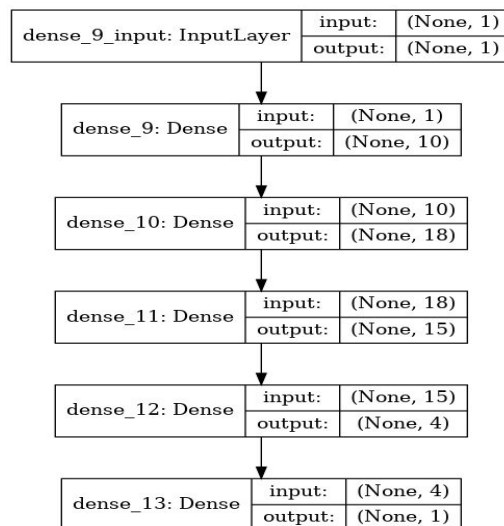 dense_9_input: InputLayer input: (None, 1)
output: (None, 1)
dense_9: Dense input: (None, 1)
output: (None, 10)
dense_10: Dense input: (None, 10)
output: (None, 18)
dense_11: Dense input: (None, 18)
output: (None, 15)
dense_12: Dense input: (None, 15)
output: (None, 4)
dense_13: Dense input: (None, 4)
output: (None, 1)